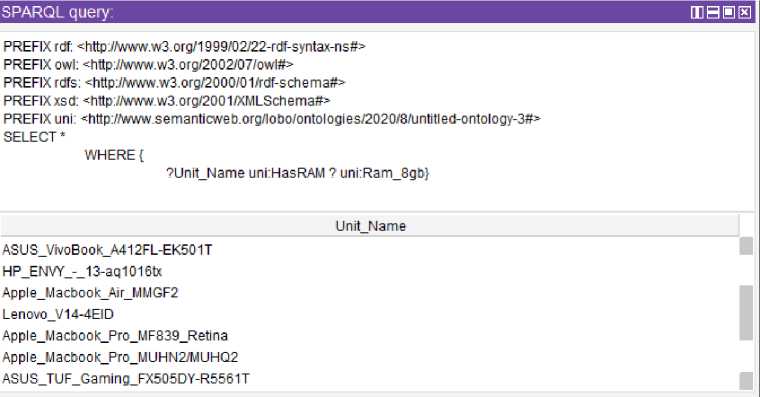 SPARQL query:
PREFIX rdf: <http://www.w3.org/1999/02/22-rdf-syntax-ns#>
PREFIX owl: <http://www.w3.org/2002/07/owl#>
PREFIX rdfs: <http://www.w3.org/2000/01/rdf-schema#>
PREFIX xsd: <http://www.w3.org/2001/XMLSchema#>
PREFIX uni: <http://www.semanticweb.org/lobo/ontologies/2020/8/untitled-ontology-3#>
SELECT *
WHERE {
?Unit_Name uni:HasRAM ? uni:Ram_8gb}
Unit_Name
ASUS_VivoBook_A412FL-EK501T
HP_ENVY_-_13-aq1016tx
Apple_Macbook_Air_MMGF2
Lenovo_V14-4EID
Apple_Macbook_Pro_MF839_Retina
Apple_Macbook_Pro_MUHN2/MUHQ2
ASUS_TUF_Gaming_FX505DY-R5561T